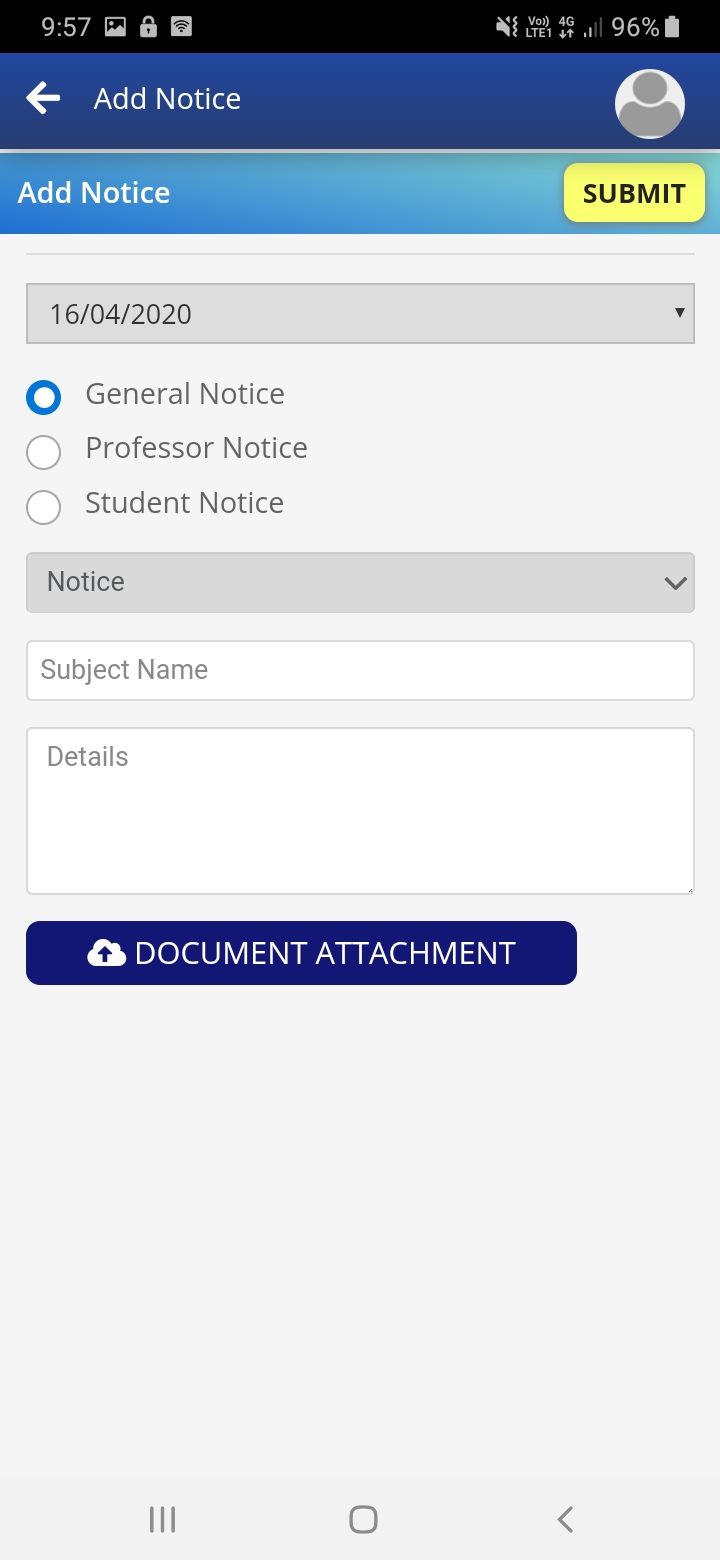 9:57 Vo)) LTE1 4G 96%
Add Notice
Add Notice SUBMIT
16/04/2020
General Notice
Professor Notice
Student Notice
Notice
Subject Name
Details
DOCUMENT ATTACHMENT